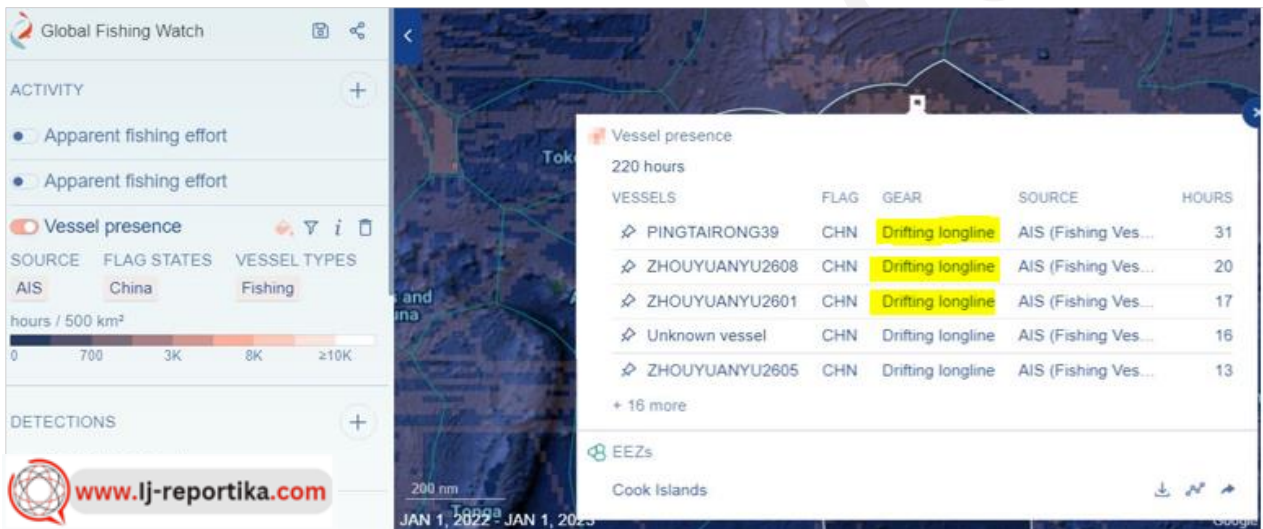 Global Fishing Watch
ACTIVITY
Apparent fishing effort
Apparent fishing effort
Vessel presence
SOURCE FLAG STATES VESSEL TYPES
AIS China Fishing
hours / 500 km²
0 700 3K 8K ≥10K
DETECTIONS
www.lj-reportika.com
Tok
and
una
200 nm
Tonga
JAN 1, 2022 - JAN 1, 2023
Vessel presence
220 hours
VESSELS FLAG GEAR SOURCE HOURS
PINGTAIRONG39 CHN Drifting longline AIS (Fishing Ves... 31
ZHOUYUANYU2608 CHN Drifting longline AIS (Fishing Ves... 20
ZHOUYUANYU2601 CHN Drifting longline AIS (Fishing Ves... 17
Unknown vessel CHN Drifting longline AIS (Fishing Ves... 16
ZHOUYUANYU2605 CHN Drifting longline AIS (Fishing Ves... 13
+ 16 more
EEZs
Cook Islands
Google